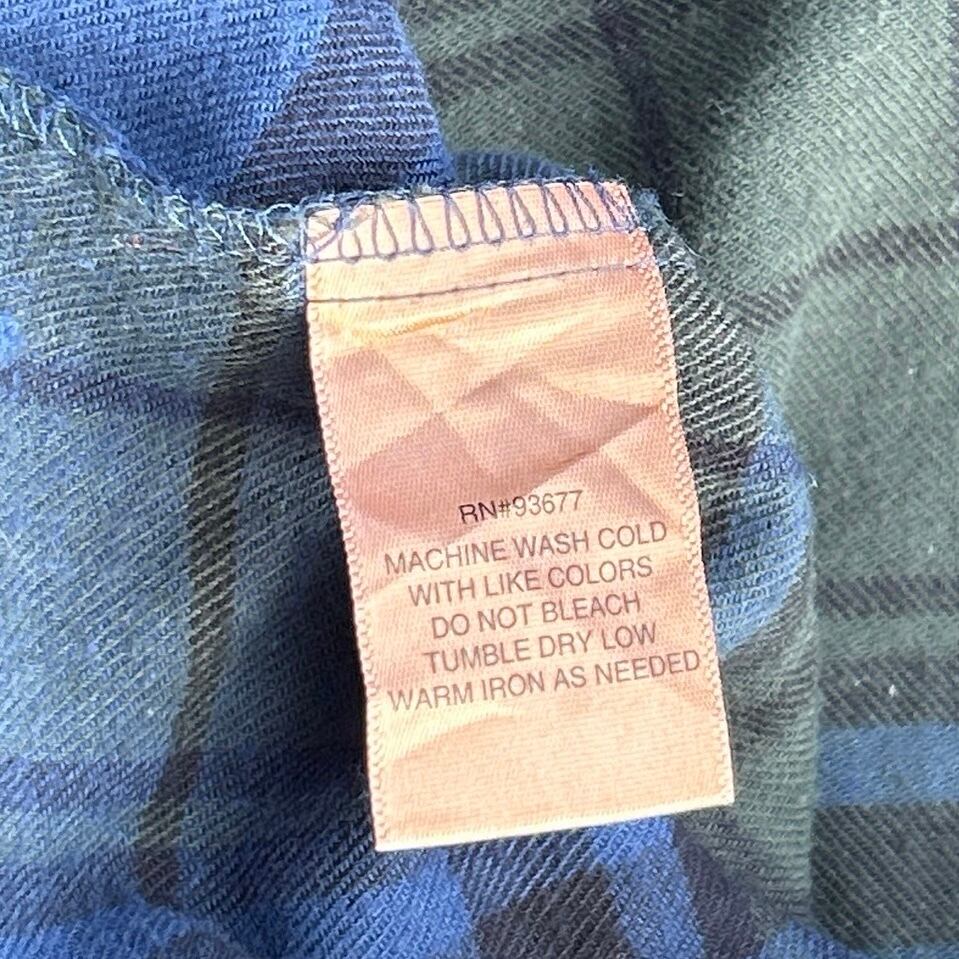 RN#93677
MACHINE WASH COLD
WITH LIKE COLORS
DO NOT BLEACH
TUMBLE DRY LOW
WARM IRON AS NEEDED